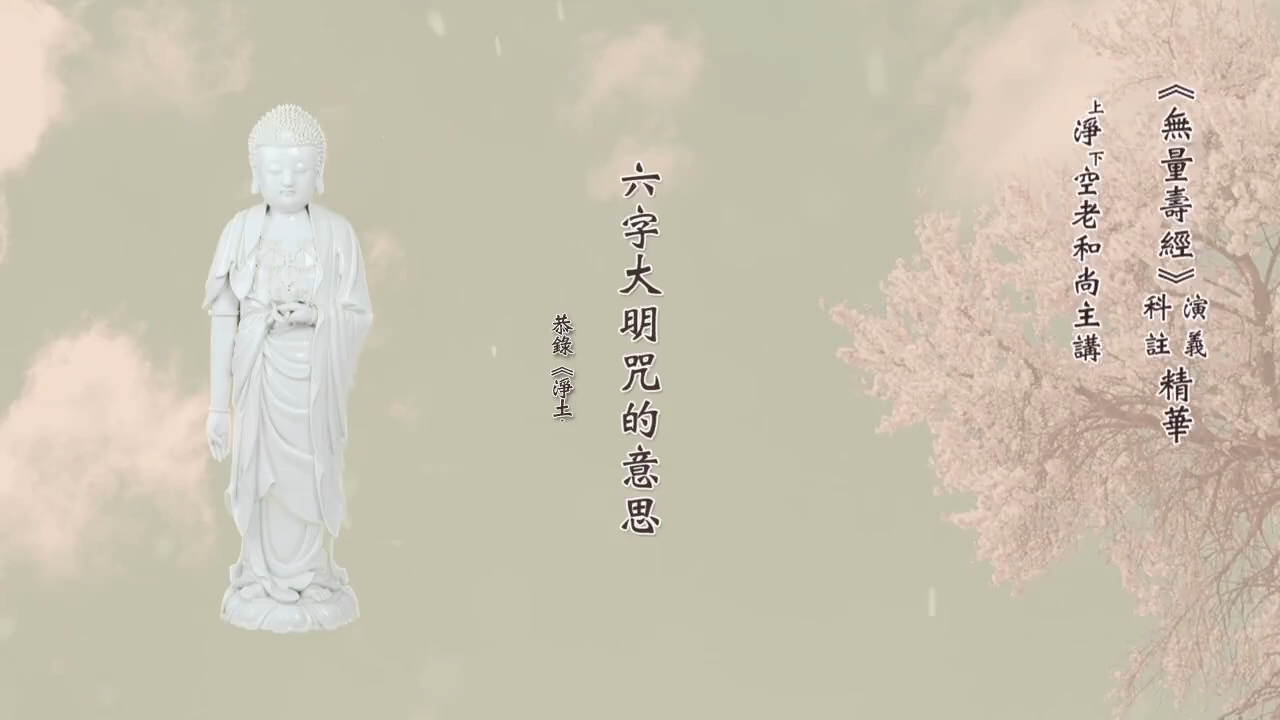 《無量壽經》演義科註精華
上淨下空老和尚主講
六字大明咒的意思
恭錄《淨土